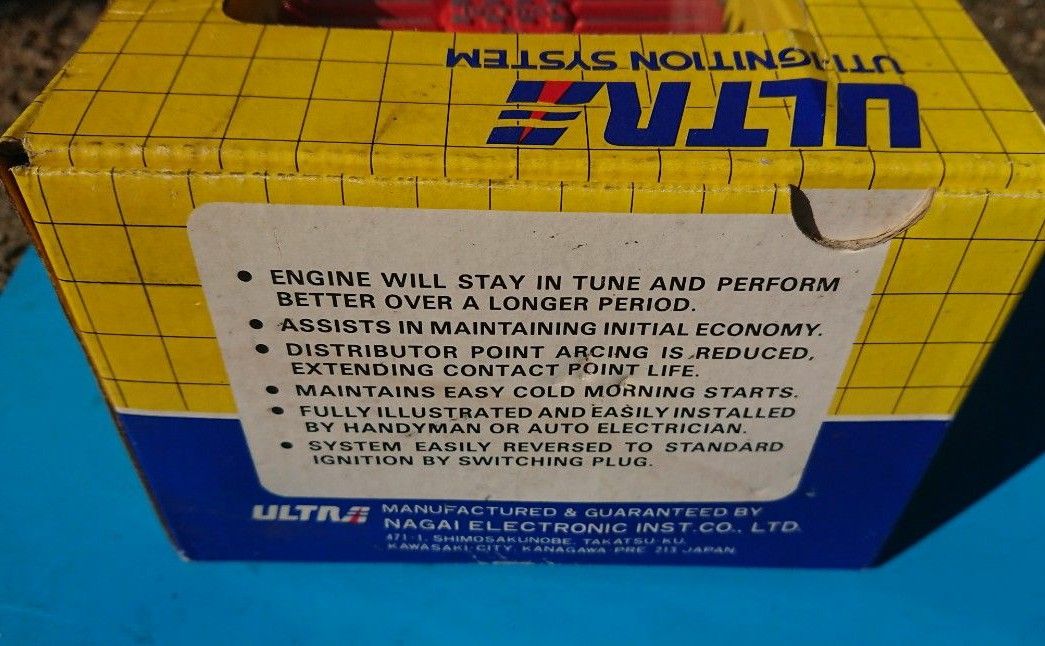 UTI-IGNITION SYSTEM
ULTRA
• ENGINE WILL STAY IN TUNE AND PERFORM
BETTER OVER A LONGER PERIOD.
• ASSISTS IN MAINTAINING INITIAL ECONOMY.
• DISTRIBUTOR POINT ARCING IS REDUCED,
EXTENDING CONTACT POINT LIFE.
• MAINTAINS EASY COLD MORNING STARTS.
• FULLY ILLUSTRATED AND EASILY INSTALLED
BY HANDYMAN OR AUTO ELECTRICIAN.
• SYSTEM EASILY REVERSED TO STANDARD
IGNITION BY SWITCHING PLUG.
ULTRA MANUFACTURED & GUARANTEED BY
NAGAI ELECTRONIC INST. CO., LTD.
471-1, SHIMOSAKUNOBE, TAKATSU-KU,
KAWASAKI-CITY, KANAGAWA-PRE. 213 JAPAN